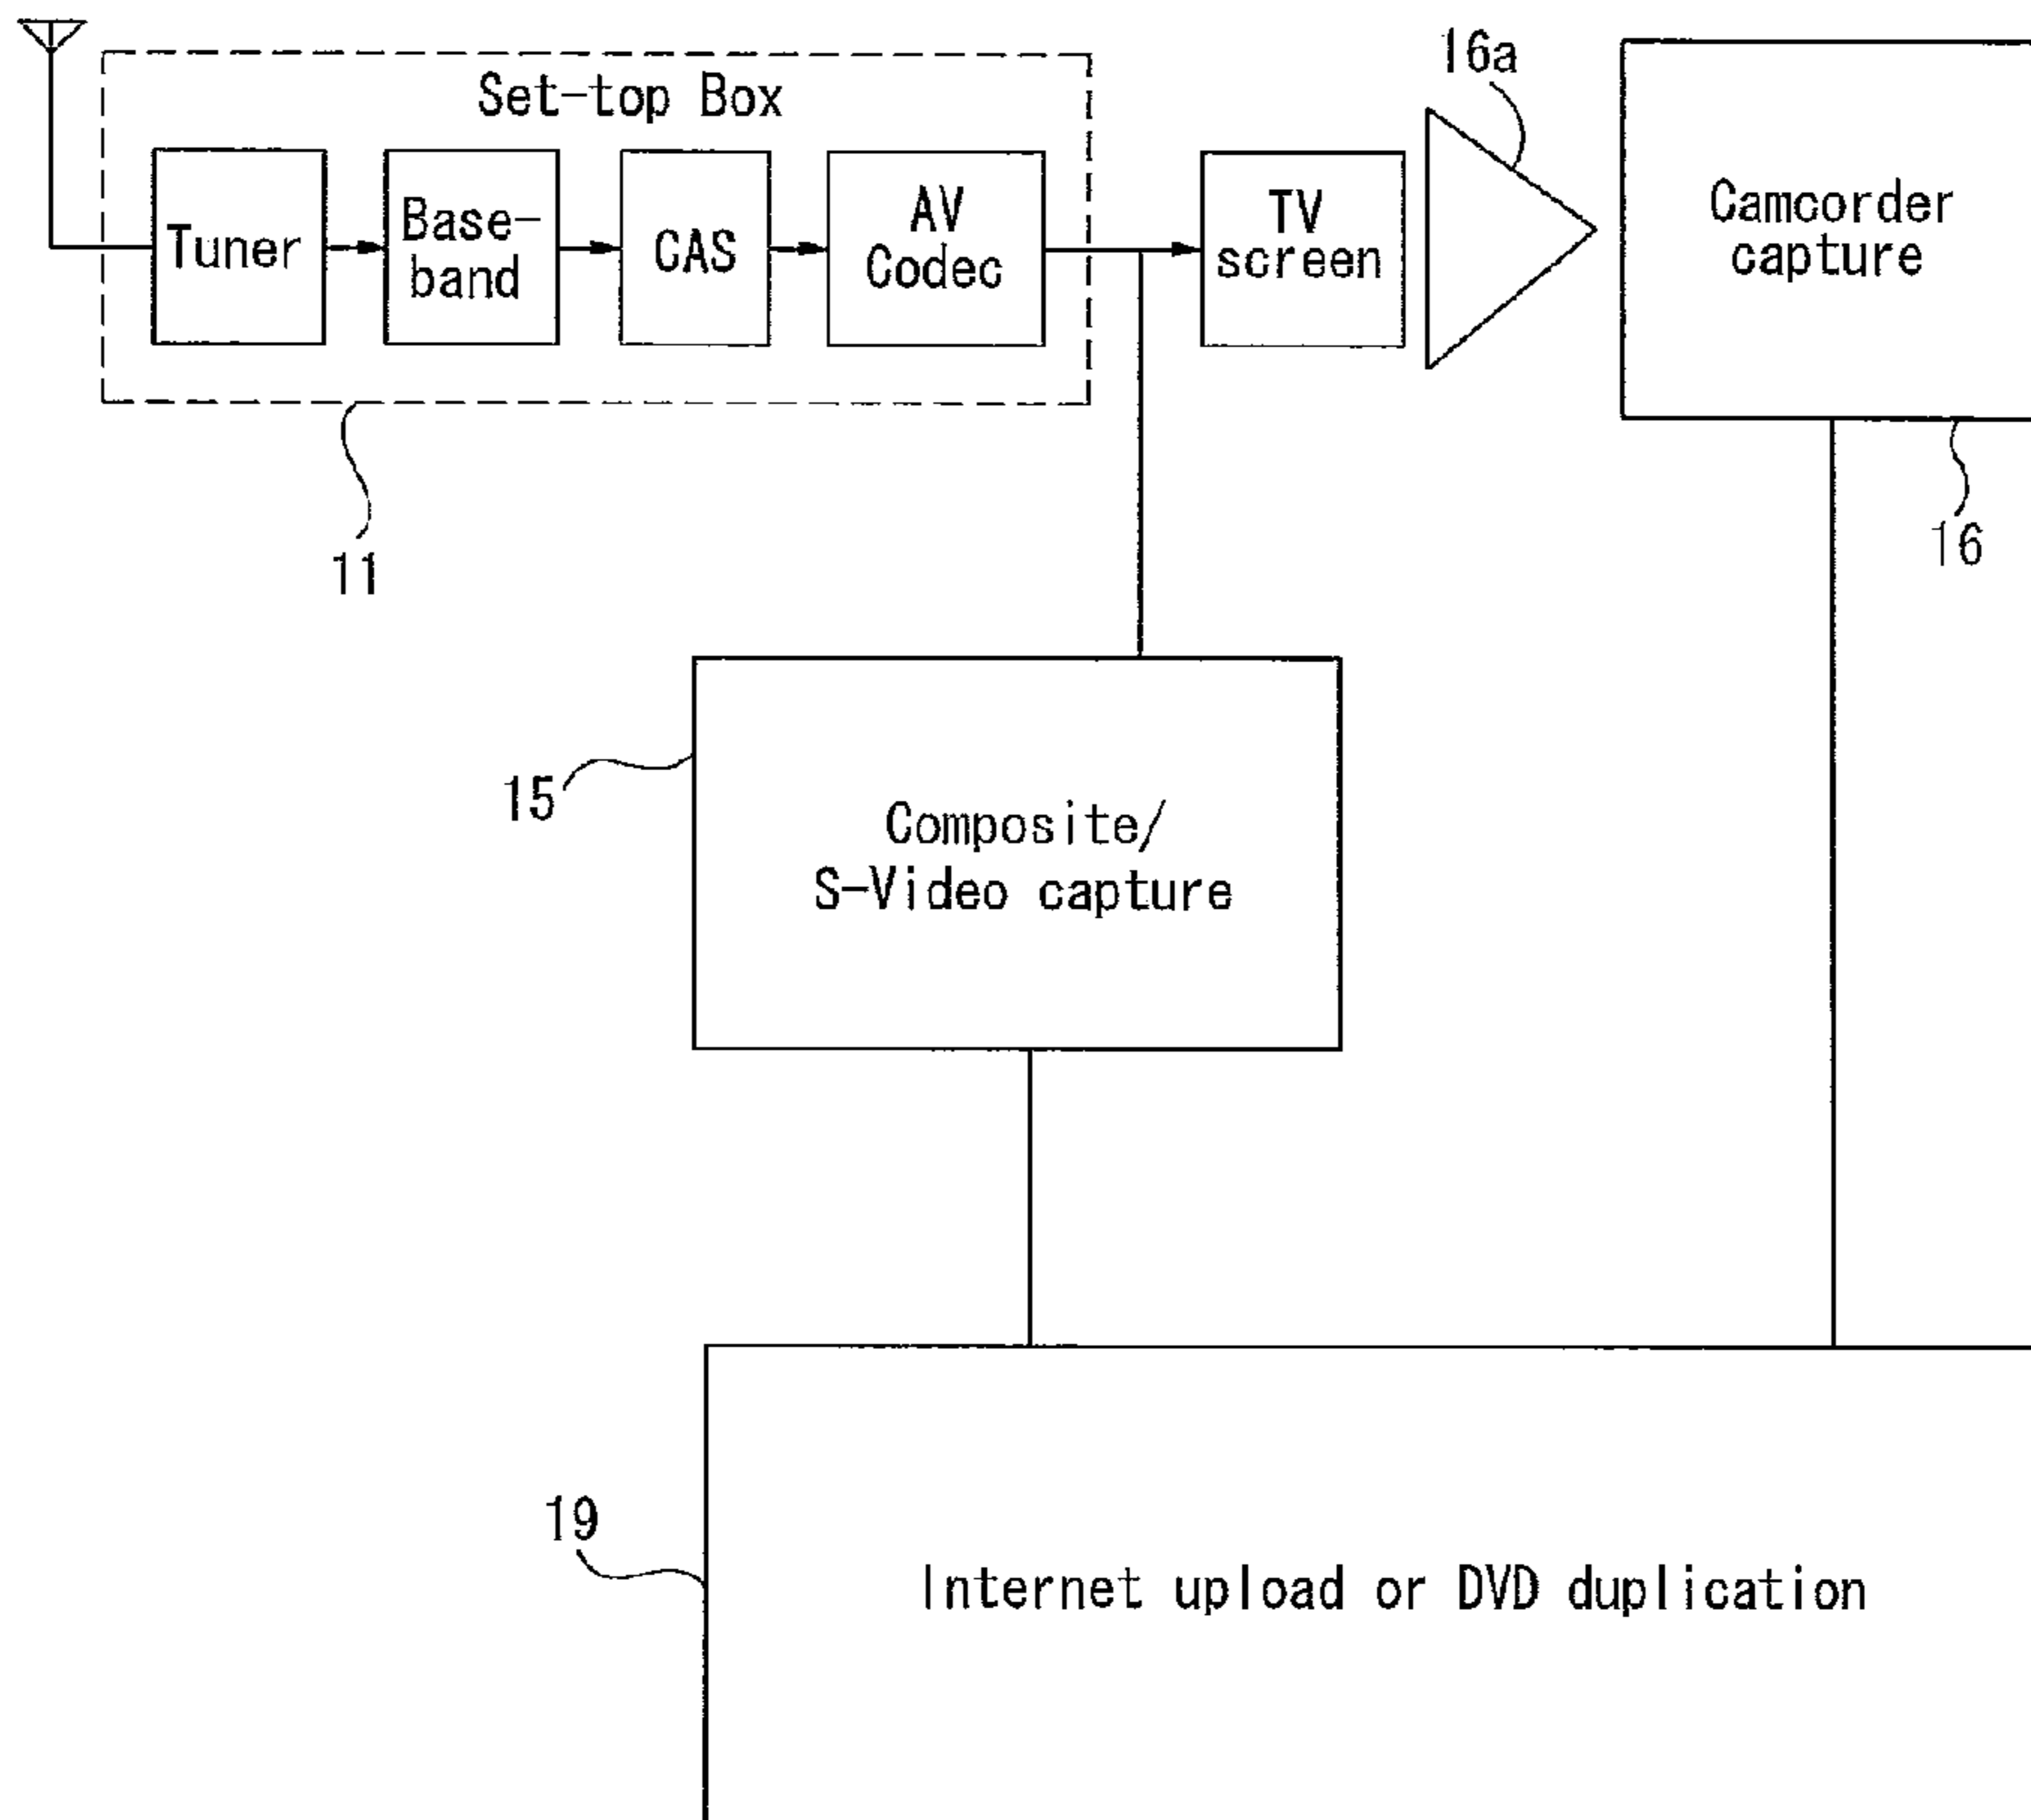 16a
Set-top Box
Tuner
Base-
band
CAS
AV
Codec
TV
screen
Camcorder
capture
11
16
15
Composite/
S-Video capture
19
Internet upload or DVD duplication